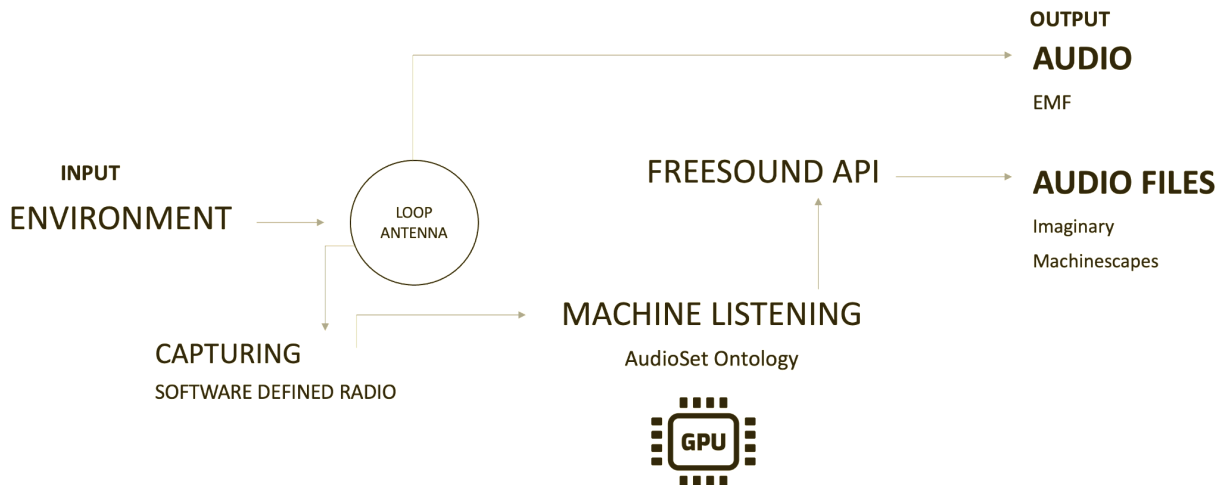 OUTPUT
AUDIO
EMF
INPUT
ENVIRONMENT
LOOP
ANTENNA
FREESOUND API
AUDIO FILES
Imaginary
Machinescapes
MACHINE LISTENING
AudioSet Ontology
CAPTURING
SOFTWARE DEFINED RADIO
GPU